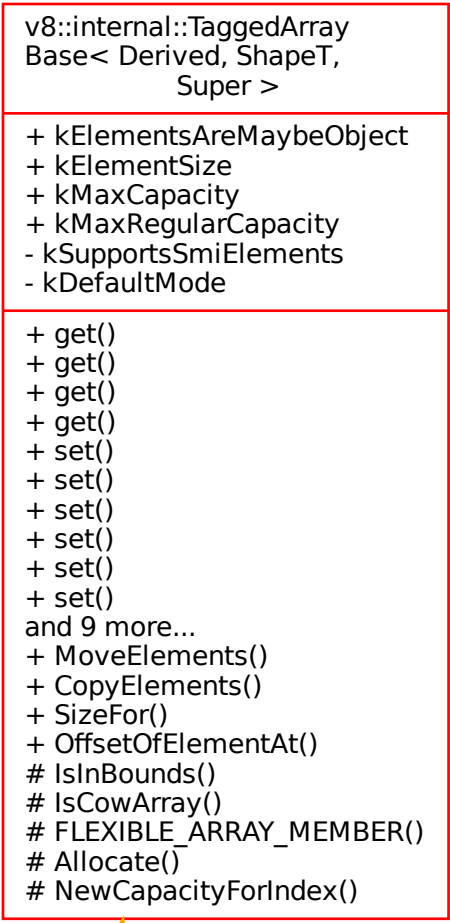 v8::internal::TaggedArray
Base< Derived, ShapeT,
Super >
+ kElementsAreMaybeObject
+ kElementSize
+ kMaxCapacity
+ kMaxRegularCapacity
- kSupportsSmiElements
- kDefaultMode
+ get()
+ get()
+ get()
+ get()
+ set()
+ set()
+ set()
+ set()
+ set()
+ set()
and 9 more...
+ MoveElements()
+ CopyElements()
+ SizeFor()
+ OffsetOfElementAt()
# IsInBounds()
# IsCowArray()
# FLEXIBLE_ARRAY_MEMBER()
# Allocate()
# NewCapacityForIndex()